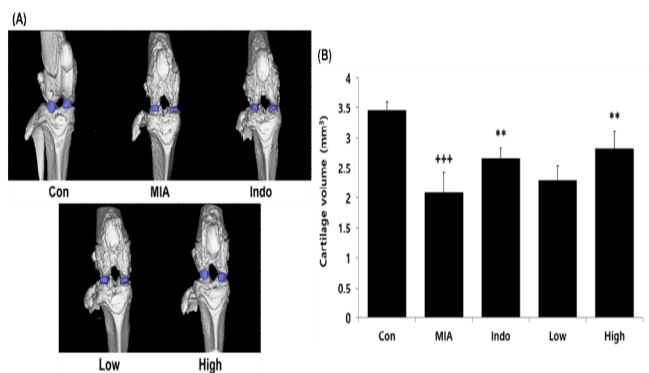 (A)
Con MIA Indo
Low High
(B)
Cartilage volume (mm³)
4
3.5
3
2.5
2
1.5
1
0.5
0
+++
**
**
Con MIA Indo Low High